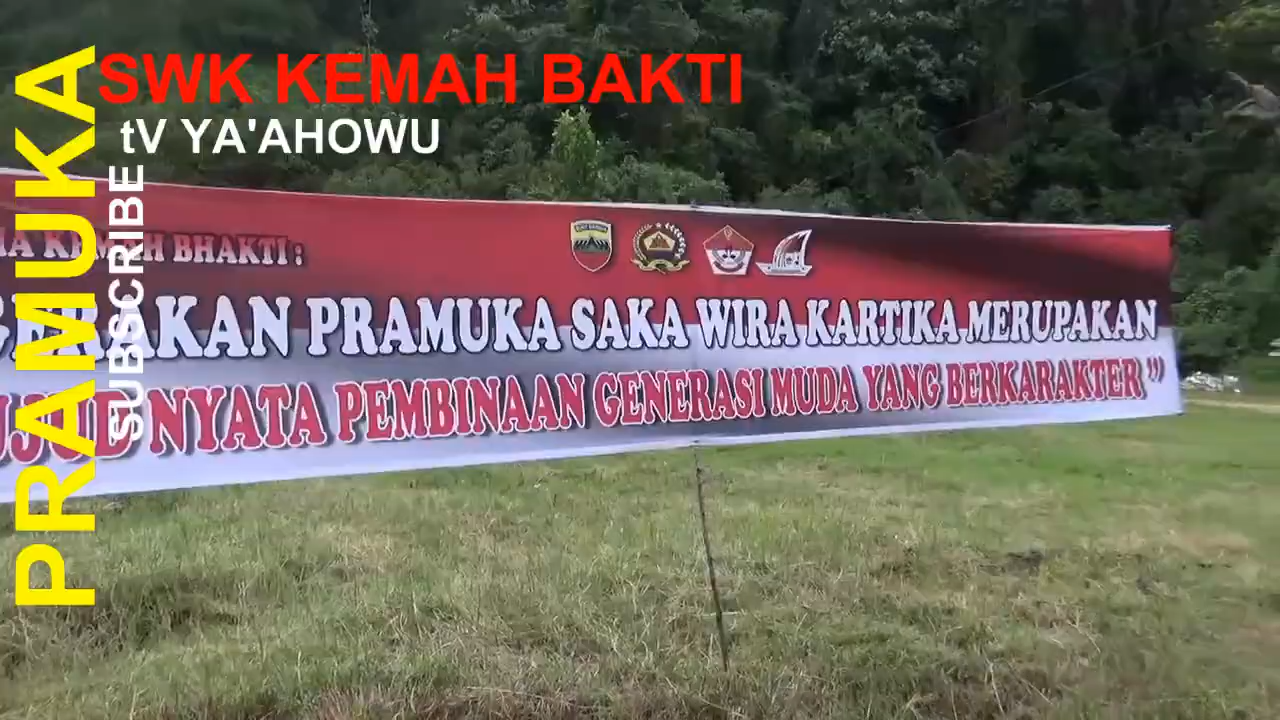 PRAMUKA
SWK KEMAH BAKTI
tV YA'AHOWU
SUBSCRIBE
KEMAH BHAKTI :
GERAKAN PRAMUKA SAKA WIRA KARTIKA MERUPAKAN
NYATA PEMBINAAN GENERASI MUDA YANG BERKARAKTER "